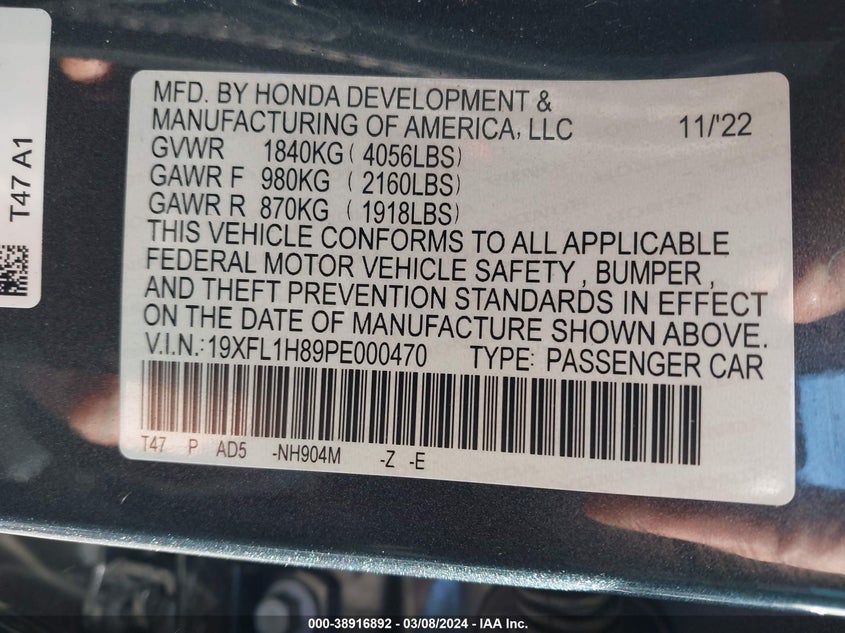 T47 A1
MFD. BY HONDA DEVELOPMENT &
MANUFACTURING OF AMERICA, LLC 11/'22
GVWR 1840KG ( 4056LBS)
GAWR F 980KG ( 2160LBS)
GAWR R 870KG ( 1918LBS)
THIS VEHICLE CONFORMS TO ALL APPLICABLE
FEDERAL MOTOR VEHICLE SAFETY , BUMPER ,
AND THEFT PREVENTION STANDARDS IN EFFECT
ON THE DATE OF MANUFACTURE SHOWN ABOVE.
V.I.N.:19XFL1H89PE000470 TYPE: PASSENGER CAR
T47 P AD5 -NH904M -Z -E
000-38916892 - 03/08/2024 - IAA Inc.